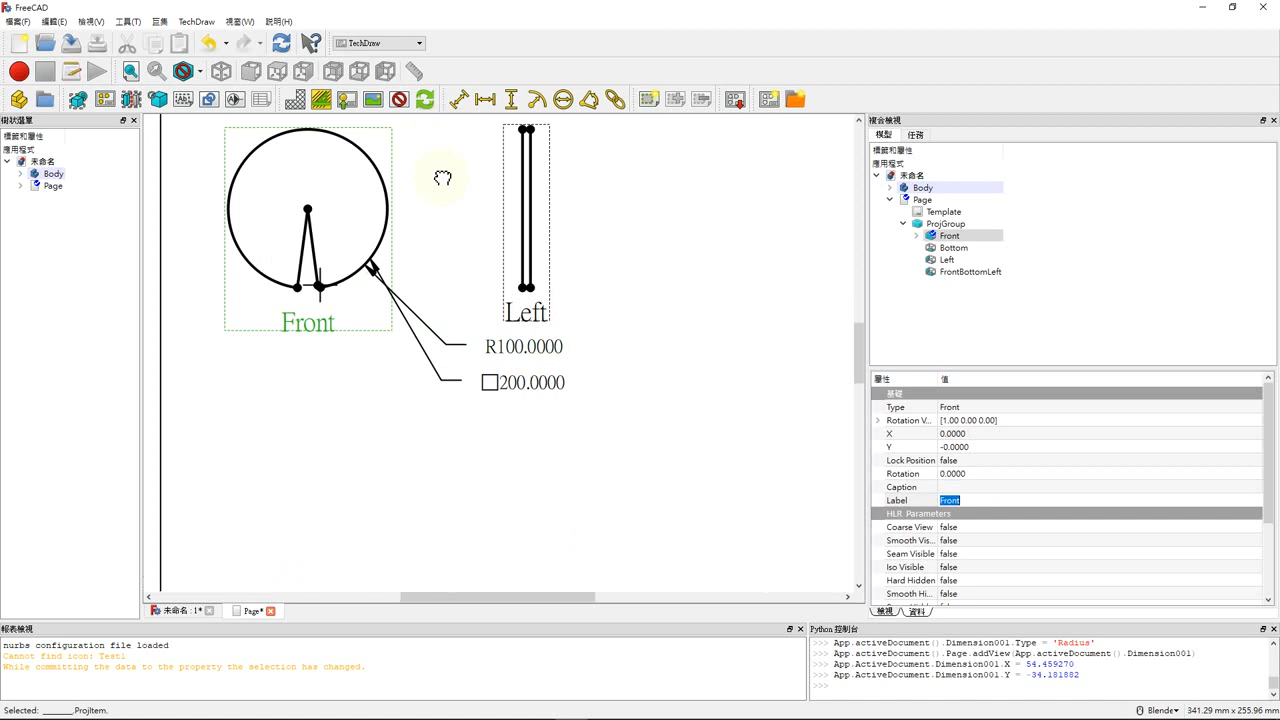 FreeCAD
檔案(F) 編輯(E) 檢視(V) 工具(T) 巨集 TechDraw 視窗(W) 說明(H)
TechDraw
樹狀選單
標籤和屬性
應用程式
未命名
Body
Page
Front
Left
R100.0000
□200.0000
複合檢視
模型 任務
標籤和屬性
應用程式
未命名
Body
Page
Template
ProjGroup
Front
Bottom
Left
FrontBottomLeft
屬性 值
基礎
Type Front
Rotation V... [1.00 0.00 0.00]
X 0.0000
Y -0.0000
Lock Position false
Rotation 0.0000
Caption
Label Front
HLR Parameters
Coarse View false
Smooth Vis... false
Seam Visible false
Iso Visible false
Hard Hidden false
Smooth Hi... false
檢視 資料
未命名 : 1* Page*
報表檢視
nurbs configuration file loaded
Cannot find icon: Test1
While committing the data to the property the selection has changed.
Python 控制台
>>> App.activeDocument().Dimension001.Type = 'Radius'
>>> App.activeDocument().Page.addView(App.activeDocument().Dimension001)
>>> App.ActiveDocument.Dimension001.X = 54.459270
>>> App.ActiveDocument.Dimension001.Y = -34.181882
>>>
Selected: ______.ProjItem.
Blende 341.29 mm x 255.96 mm